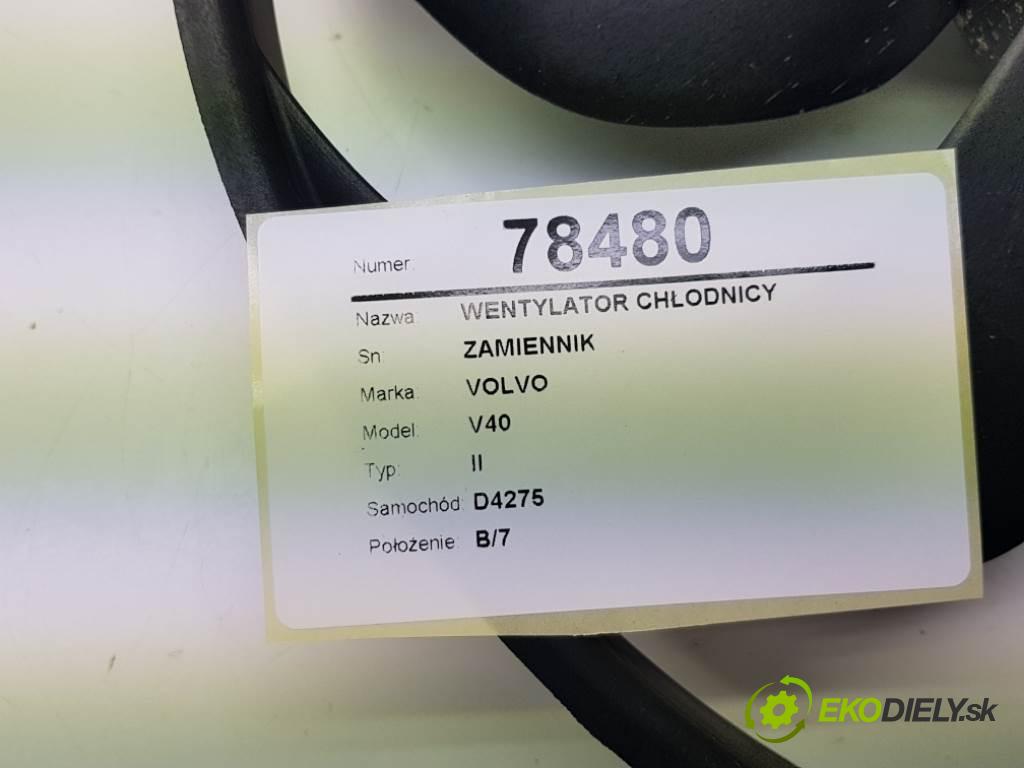 Numer: 78480
Nazwa: WENTYLATOR CHŁODNICY
Sn: ZAMIENNIK
Marka: VOLVO
Model: V40
Typ: II
Samochód: D4275
Położenie: B/7
EKODIELY.sk